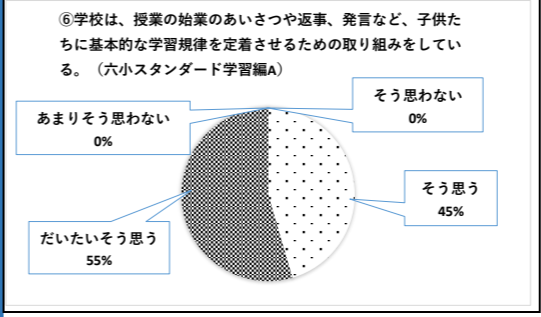 ⑥学校は、授業の始業のあいさつや返事、発言など、子供た
ちに基本的な学習規律を定着させるための取り組みをしてい
る。（六小スタンダード学習編A）
そう思わない
0%
あまりそう思わない
0%
そう思う
45%
だいたいそう思う
55%